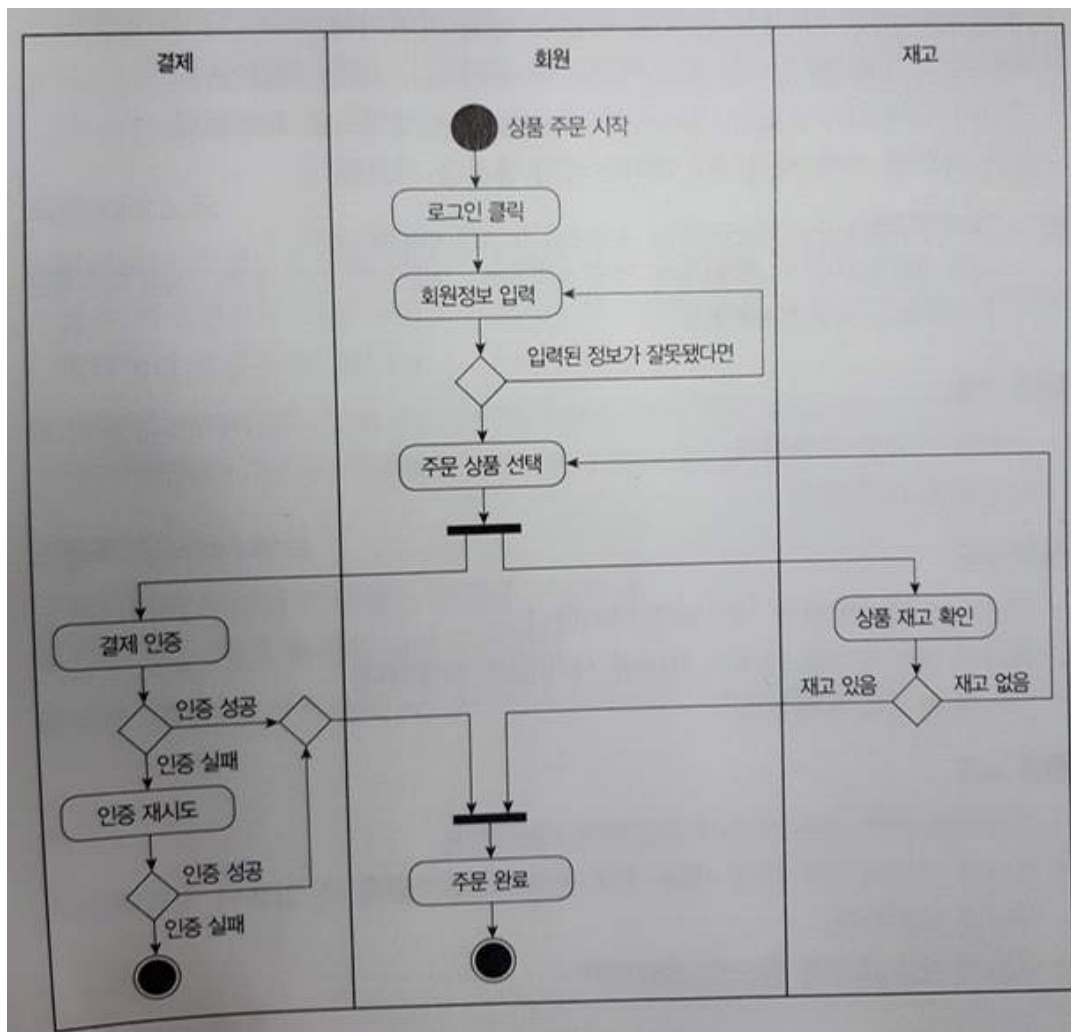 결제
회원
재고
상품 주문 시작
로그인 클릭
회원정보 입력
입력된 정보가 잘못됐다면
주문 상품 선택
결제 인증
상품 재고 확인
재고 있음
재고 없음
인증 성공
인증 실패
인증 재시도
인증 성공
주문 완료
인증 실패